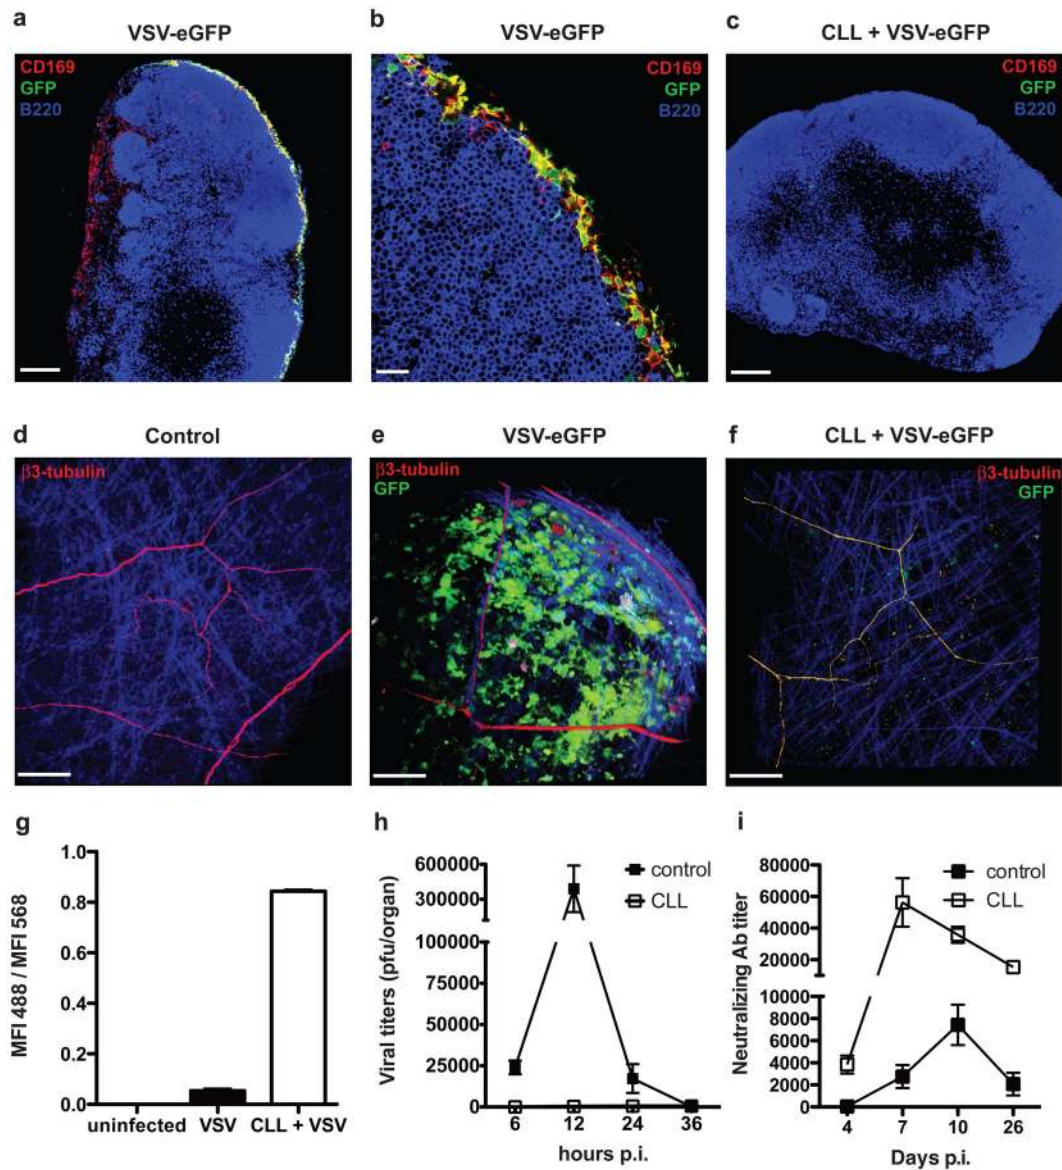 a
VSV-eGFP
CD169
GFP
B220
b
VSV-eGFP
CD169
GFP
B220
c
CLL + VSV-eGFP
CD169
GFP
B220
d
Control
β3-tubulin
e
VSV-eGFP
β3-tubulin
GFP
f
CLL + VSV-eGFP
β3-tubulin
GFP
g
MFI 488 / MFI 568
1.0
0.8
0.6
0.4
0.2
0.0
uninfected VSV CLL + VSV
h
Viral titers (pfu/organ)
600000
300000
100000
75000
50000
25000
0
6 12 24 36
hours p.i.
control
CLL
i
Neutralizing Ab titer
80000
60000
40000
20000
10000
8000
6000
4000
2000
0
4 7 10 26
Days p.i.
control
CLL